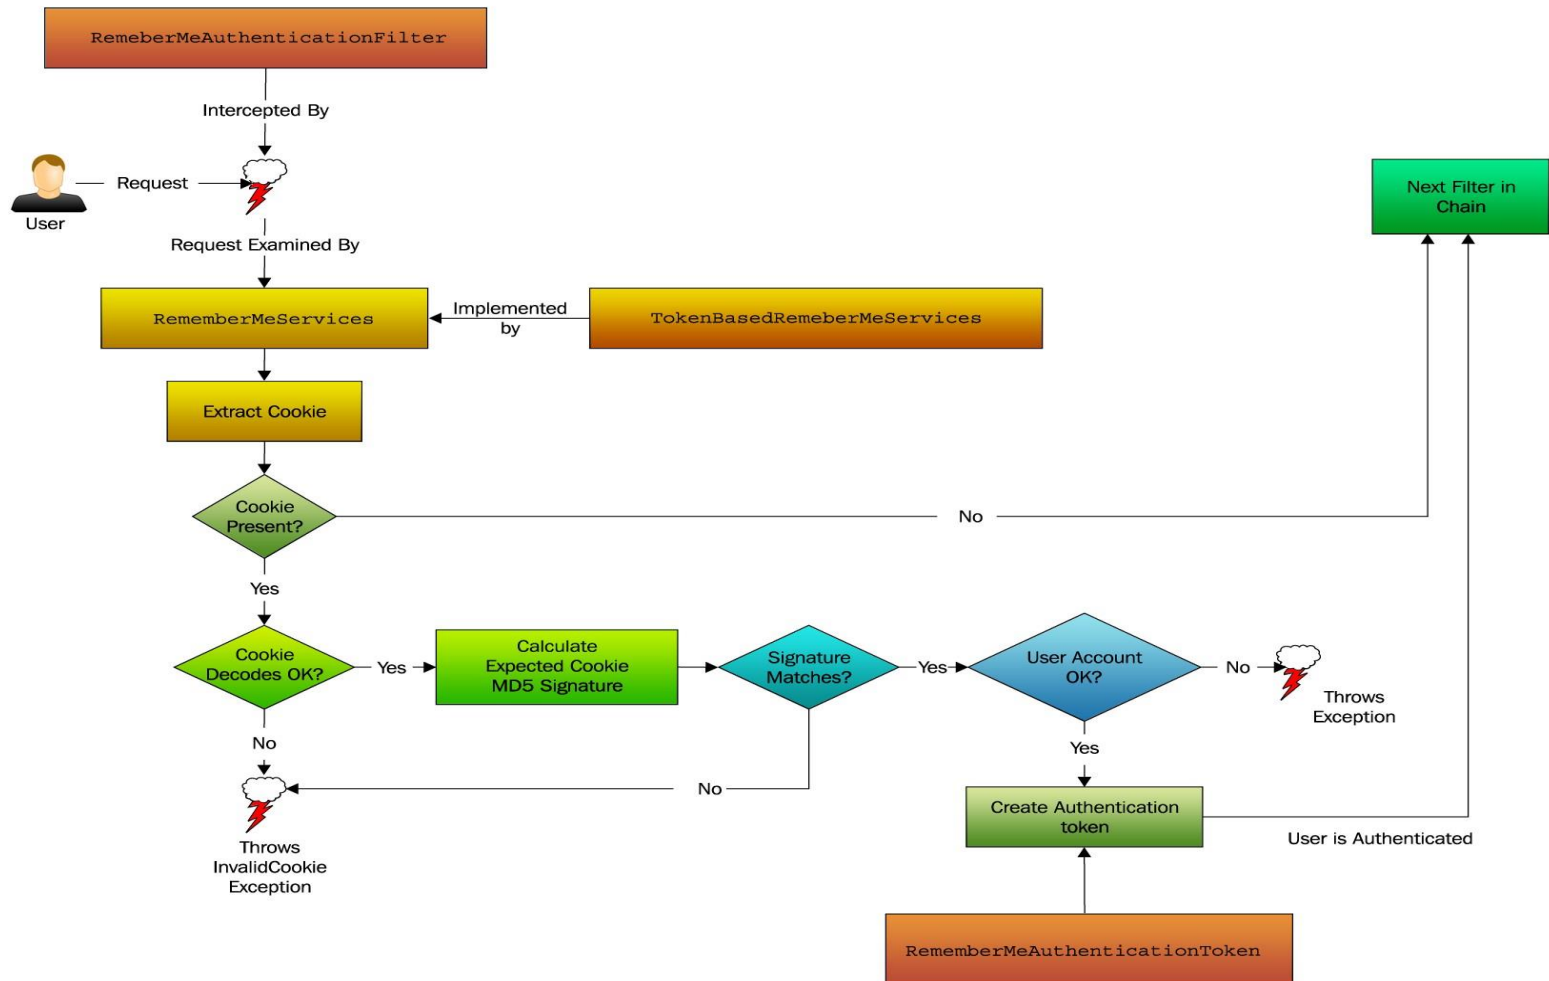 RemeberMeAuthenticationFilter
Intercepted By
Request
User
Next Filter in
Chain
Request Examined By
RememberMeServices
Implemented
by
TokenBasedRemeberMeServices
Extract Cookie
Cookie
Present?
No
Yes
Cookie
Decodes OK?
Yes
Calculate
Expected Cookie
MD5 Signature
Signature
Matches?
Yes
User Account
OK?
No
Throws
Exception
No
Yes
No
Throws
InvalidCookie
Exception
Create Authentication
token
User is Authenticated
RememberMeAuthenticationToken